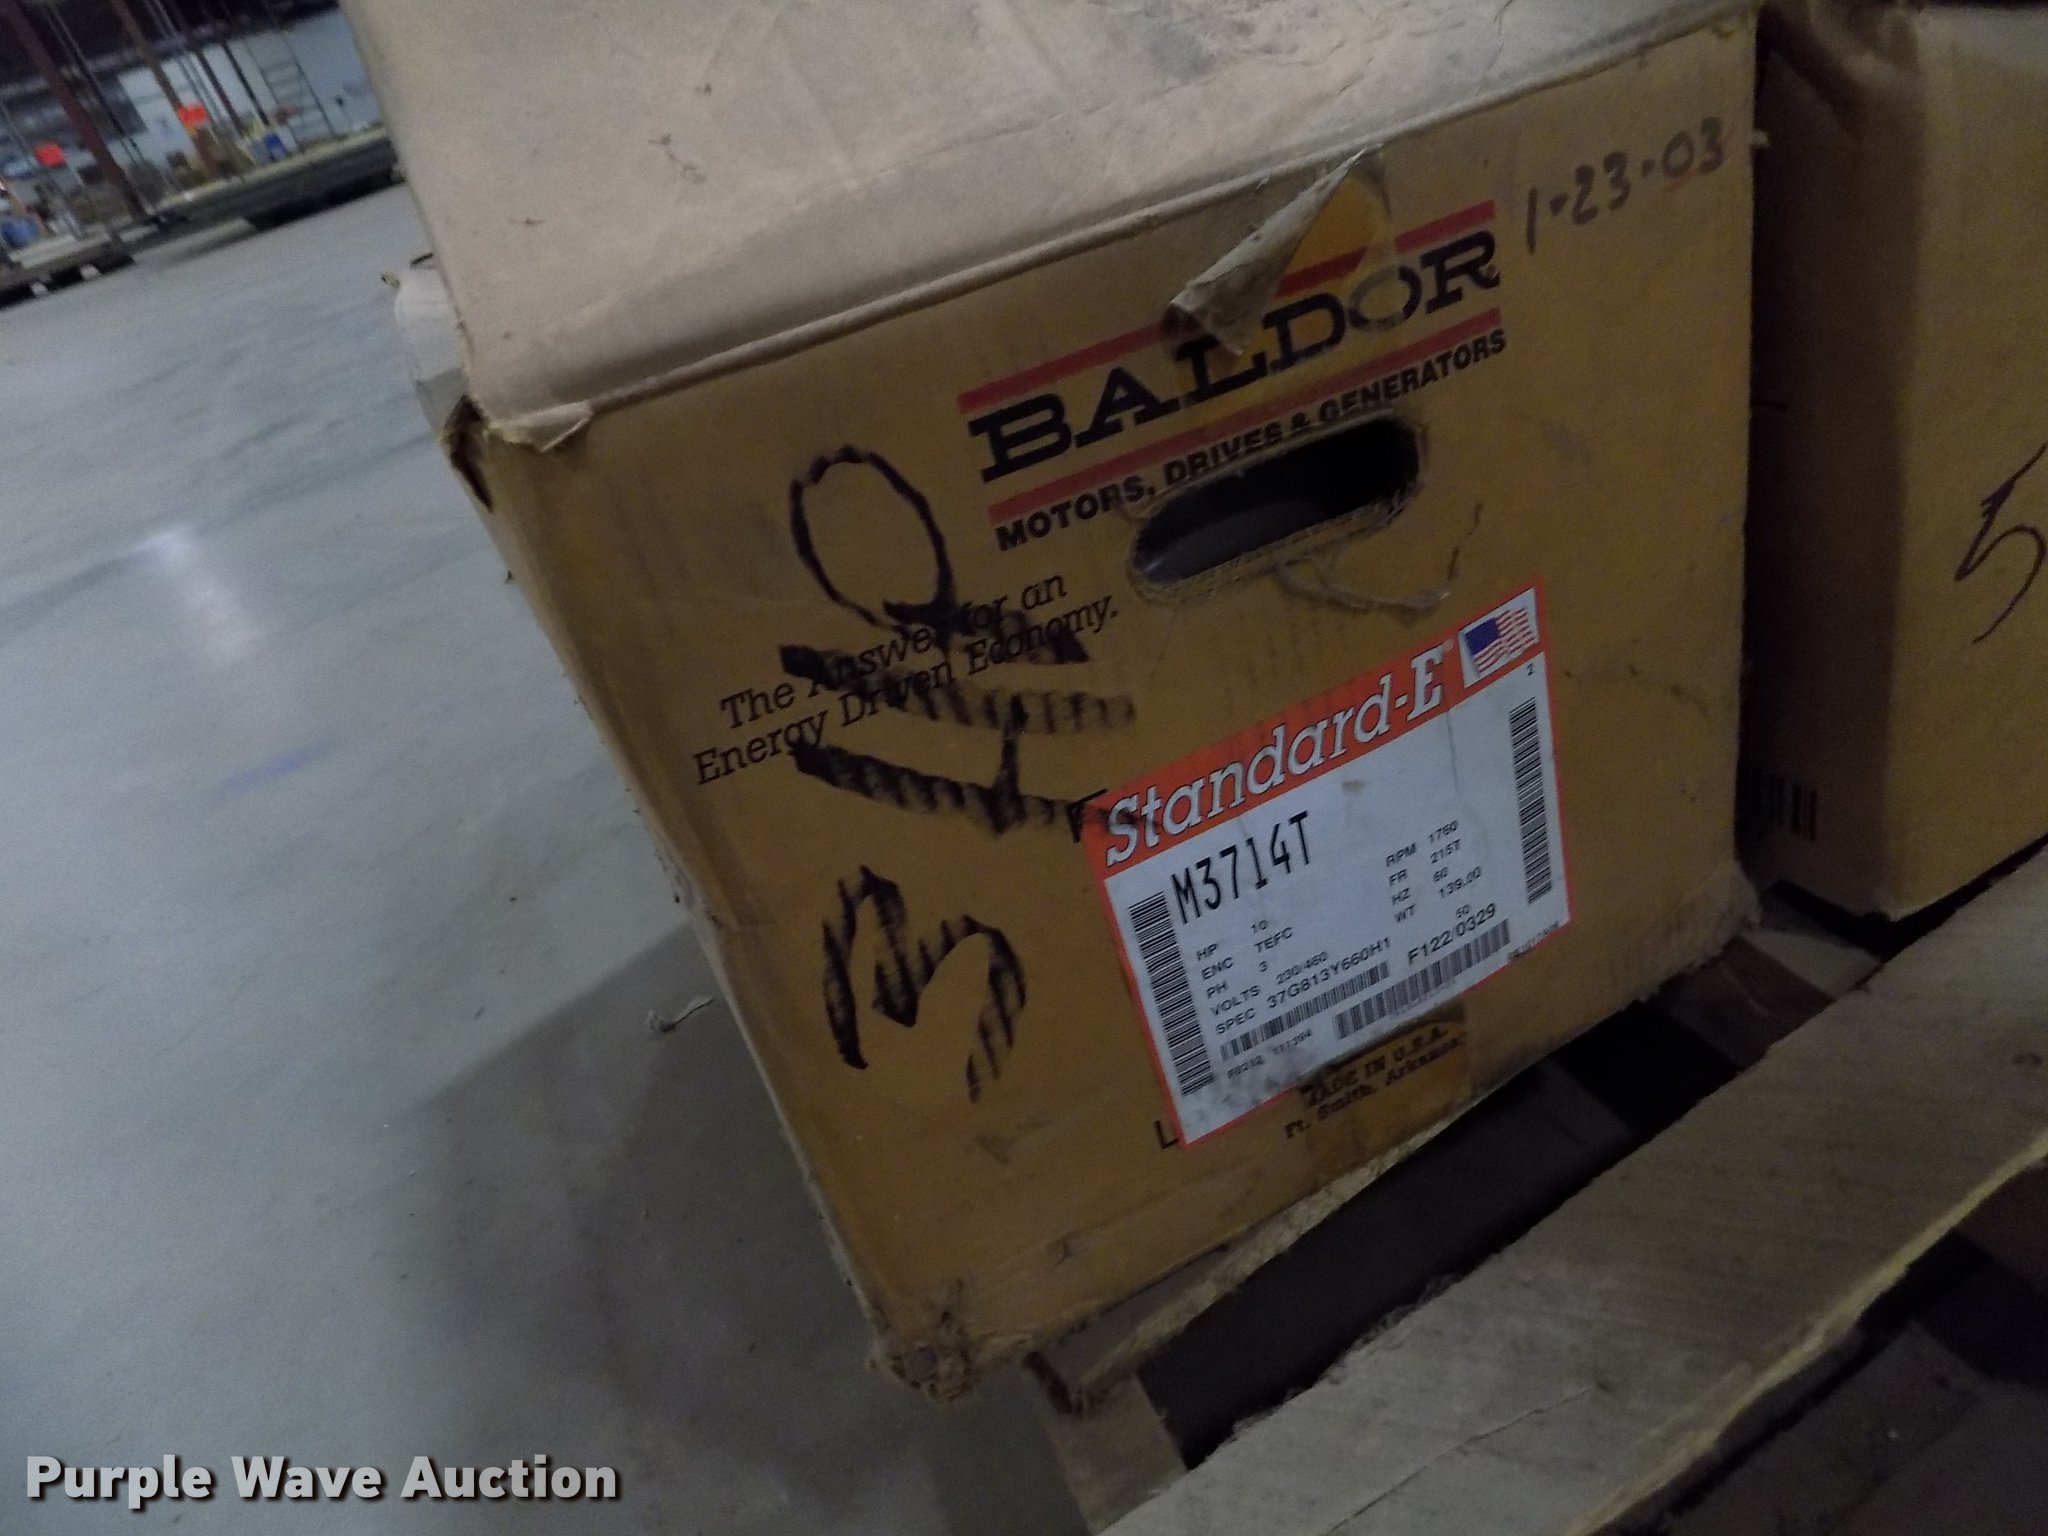 1-23-03
BALDOR
MOTORS, DRIVES & GENERATORS
The Answer for an
Energy Driven Economy.
Standard-E
2
M3714T
HP 10 RPM 1760
ENC TEFC FR 215T
PH 3 HZ 60
VOLTS 230/460 WT 139.00
SPEC 37G813Y660H1 F122/0329
MADE IN U.S.A.
Ft. Smith, Arkansas
L
5
Purple Wave Auction